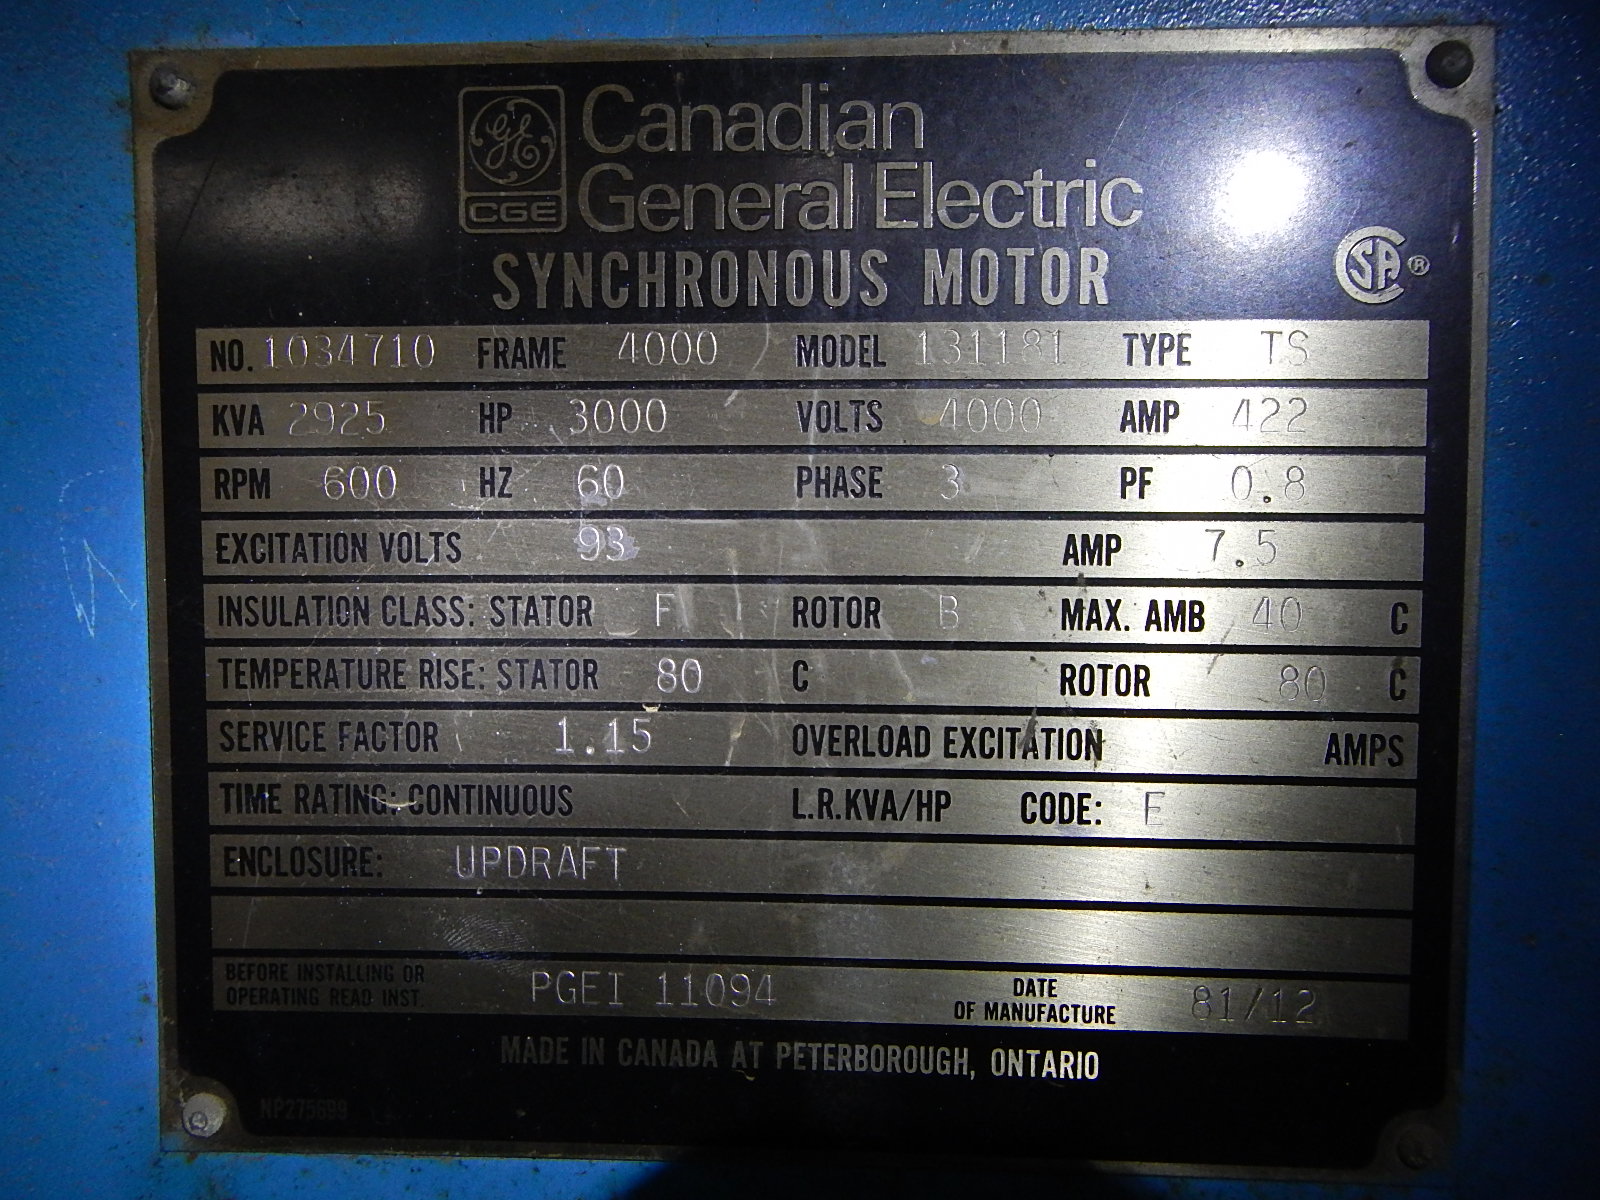 GE
CGE
Canadian
General Electric
SYNCHRONOUS MOTOR
SA ®
NO. 1034710 FRAME 4000 MODEL 131181 TYPE TS
KVA 2925 HP 3000 VOLTS 4000 AMP 422
RPM 600 HZ 60 PHASE 3 PF 0.8
EXCITATION VOLTS 93 AMP 7.5
INSULATION CLASS: STATOR F ROTOR B MAX. AMB 40 C
TEMPERATURE RISE: STATOR 80 C ROTOR 80 C
SERVICE FACTOR 1.15 OVERLOAD EXCITATION AMPS
TIME RATING: CONTINUOUS L.R.KVA/HP CODE: E
ENCLOSURE: UPDRAFT
BEFORE INSTALLING OR
OPERATING READ INST. PGEI 11094
DATE
OF MANUFACTURE 81/12
MADE IN CANADA AT PETERBOROUGH, ONTARIO